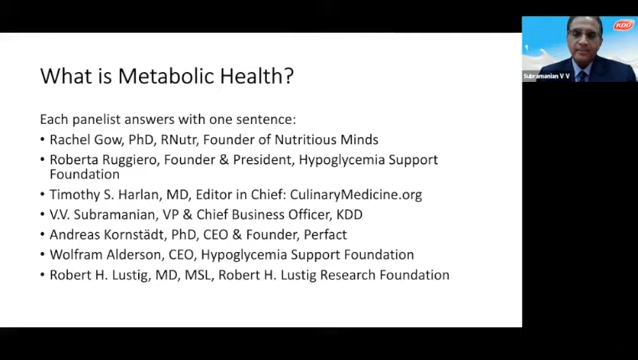 What is Metabolic Health?
Each panelist answers with one sentence:
• Rachel Gow, PhD, RNutr, Founder of Nutritious Minds
• Roberta Ruggiero, Founder & President, Hypoglycemia Support
Foundation
• Timothy S. Harlan, MD, Editor in Chief: CulinaryMedicine.org
• V.V. Subramanian, VP & Chief Business Officer, KDD
• Andreas Kornstädt, PhD, CEO & Founder, Perfact
• Wolfram Alderson, CEO, Hypoglycemia Support Foundation
• Robert H. Lustig, MD, MSL, Robert H. Lustig Research Foundation
KDD
Subramanian V V